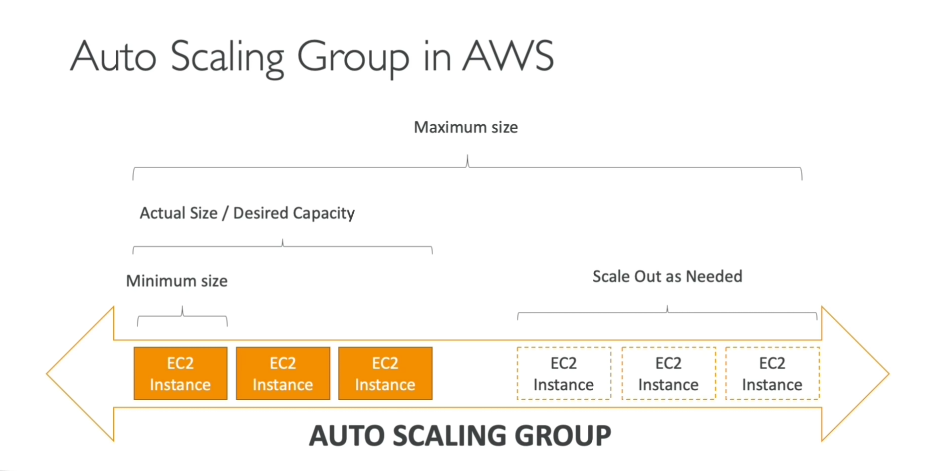 Auto Scaling Group in AWS
Maximum size
Actual Size / Desired Capacity
Minimum size
Scale Out as Needed
EC2
Instance
EC2
Instance
EC2
Instance
EC2
Instance
EC2
Instance
EC2
Instance
AUTO SCALING GROUP